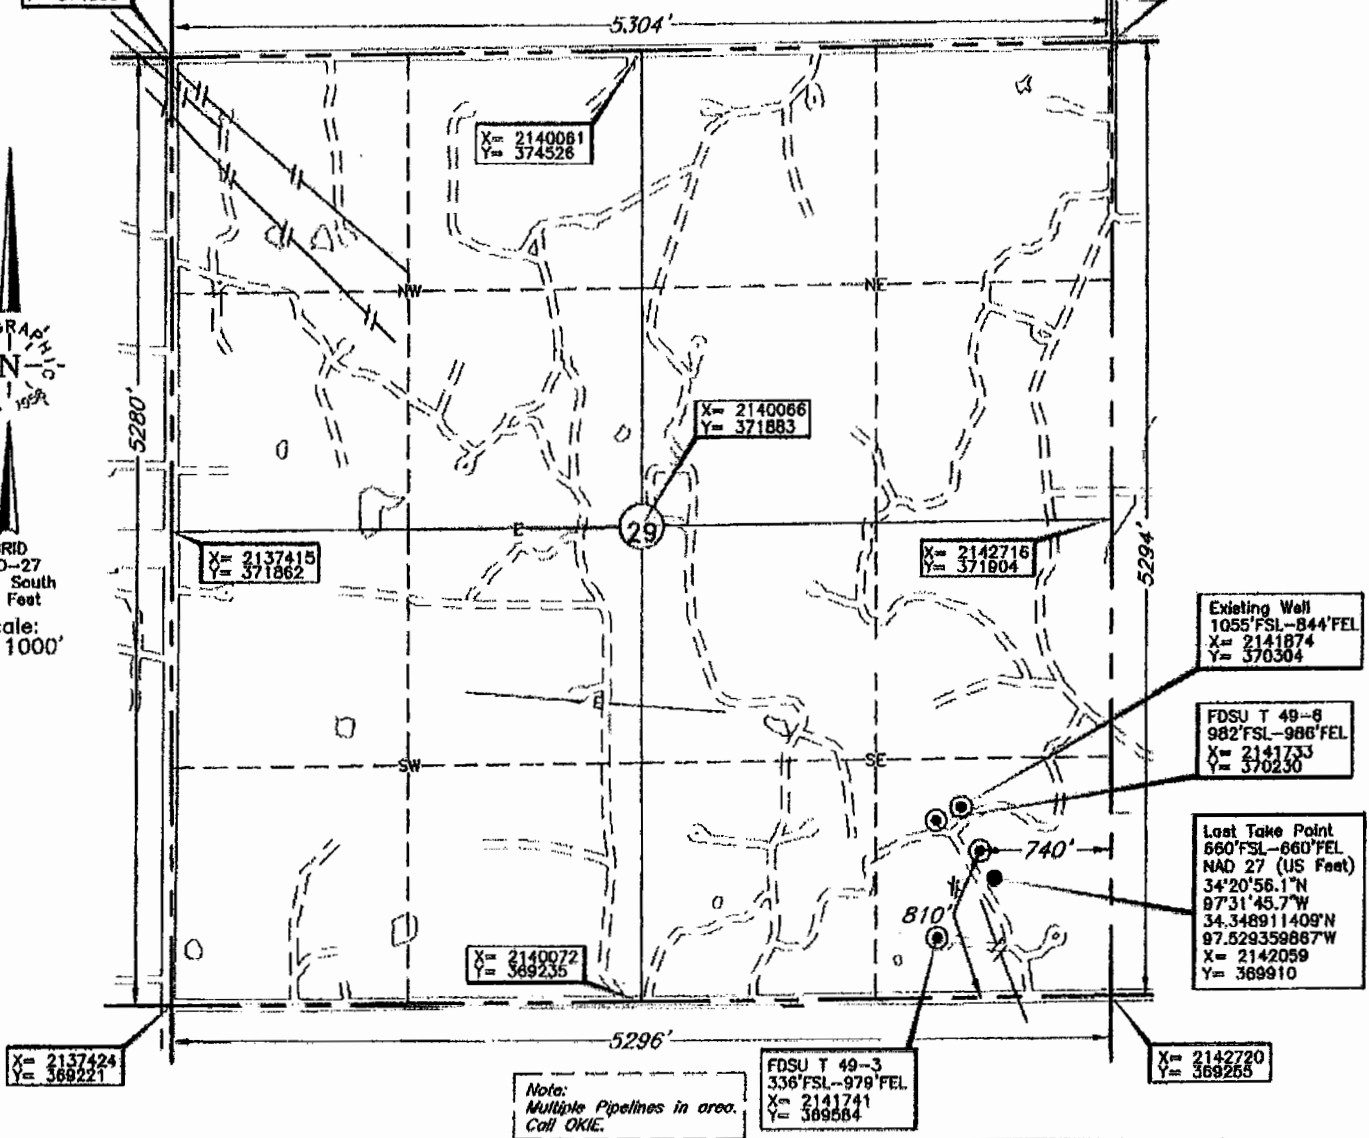 5304'
X= 2140061
Y= 374526
NW
NE
N
5280'
X= 2140066
Y= 371883
29
E
X= 2137415
Y= 371862
X= 2142716
Y= 371904
5294'
RID
D-27
South
Feet
cale:
1000'
Existing Well
1055'FSL-844'FEL
X= 2141874
Y= 370304
E
FDSU T 49-6
982'FSL-986'FEL
X= 2141733
Y= 370230
SW
SE
740'
Last Take Point
660'FSL-660'FEL
NAD 27 (US Feet)
34°20'56.1"N
97°31'45.7"W
34.348911409°N
97.529359867°W
X= 2142059
Y= 369910
810'
X= 2140072
Y= 369235
5296'
X= 2137424
Y= 369221
X= 2142720
Y= 369255
FDSU T 49-3
336'FSL-979'FEL
X= 2141741
Y= 369584
Note:
Multiple Pipelines in area.
Call OKIE.